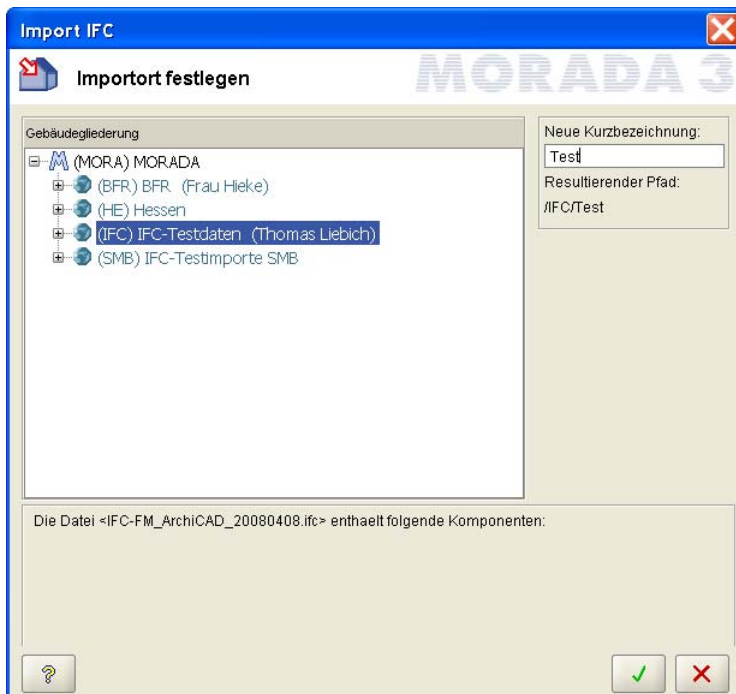 Import IFC
Importort festlegen
MORADA 3
Gebäudegliederung
(MORA) MORADA
(BFR) BFR (Frau Hieke)
(HE) Hessen
(IFC) IFC-Testdaten (Thomas Liebich)
(SMB) IFC-Testimporte SMB
Neue Kurzbezeichnung:
Test
Resultierender Pfad:
/IFC/Test
Die Datei <IFC-FM_ArchiCAD_20080408.ifc> enthaelt folgende Komponenten: